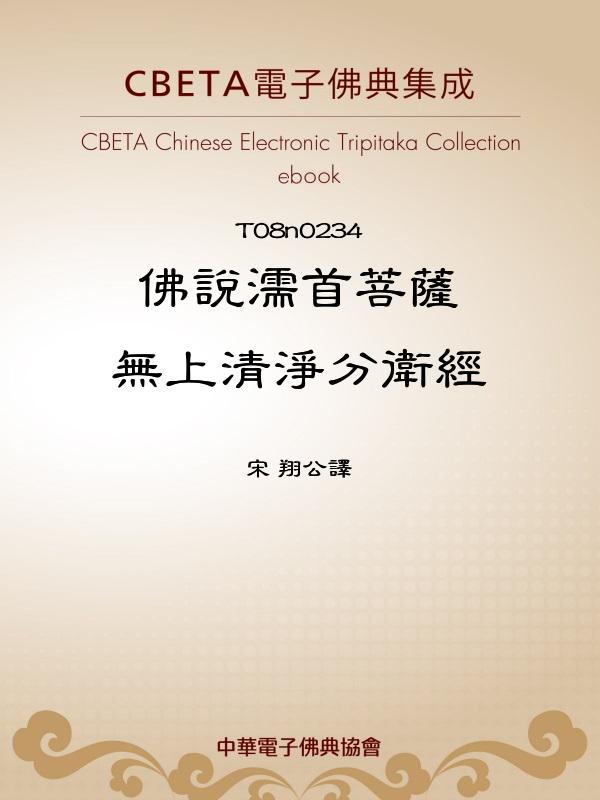 CBETA電子佛典集成
CBETA Chinese Electronic Tripitaka Collection
ebook
T08n0234
佛說濡首菩薩
無上清淨分衛經
宋 翔公譯
中華電子佛典協會